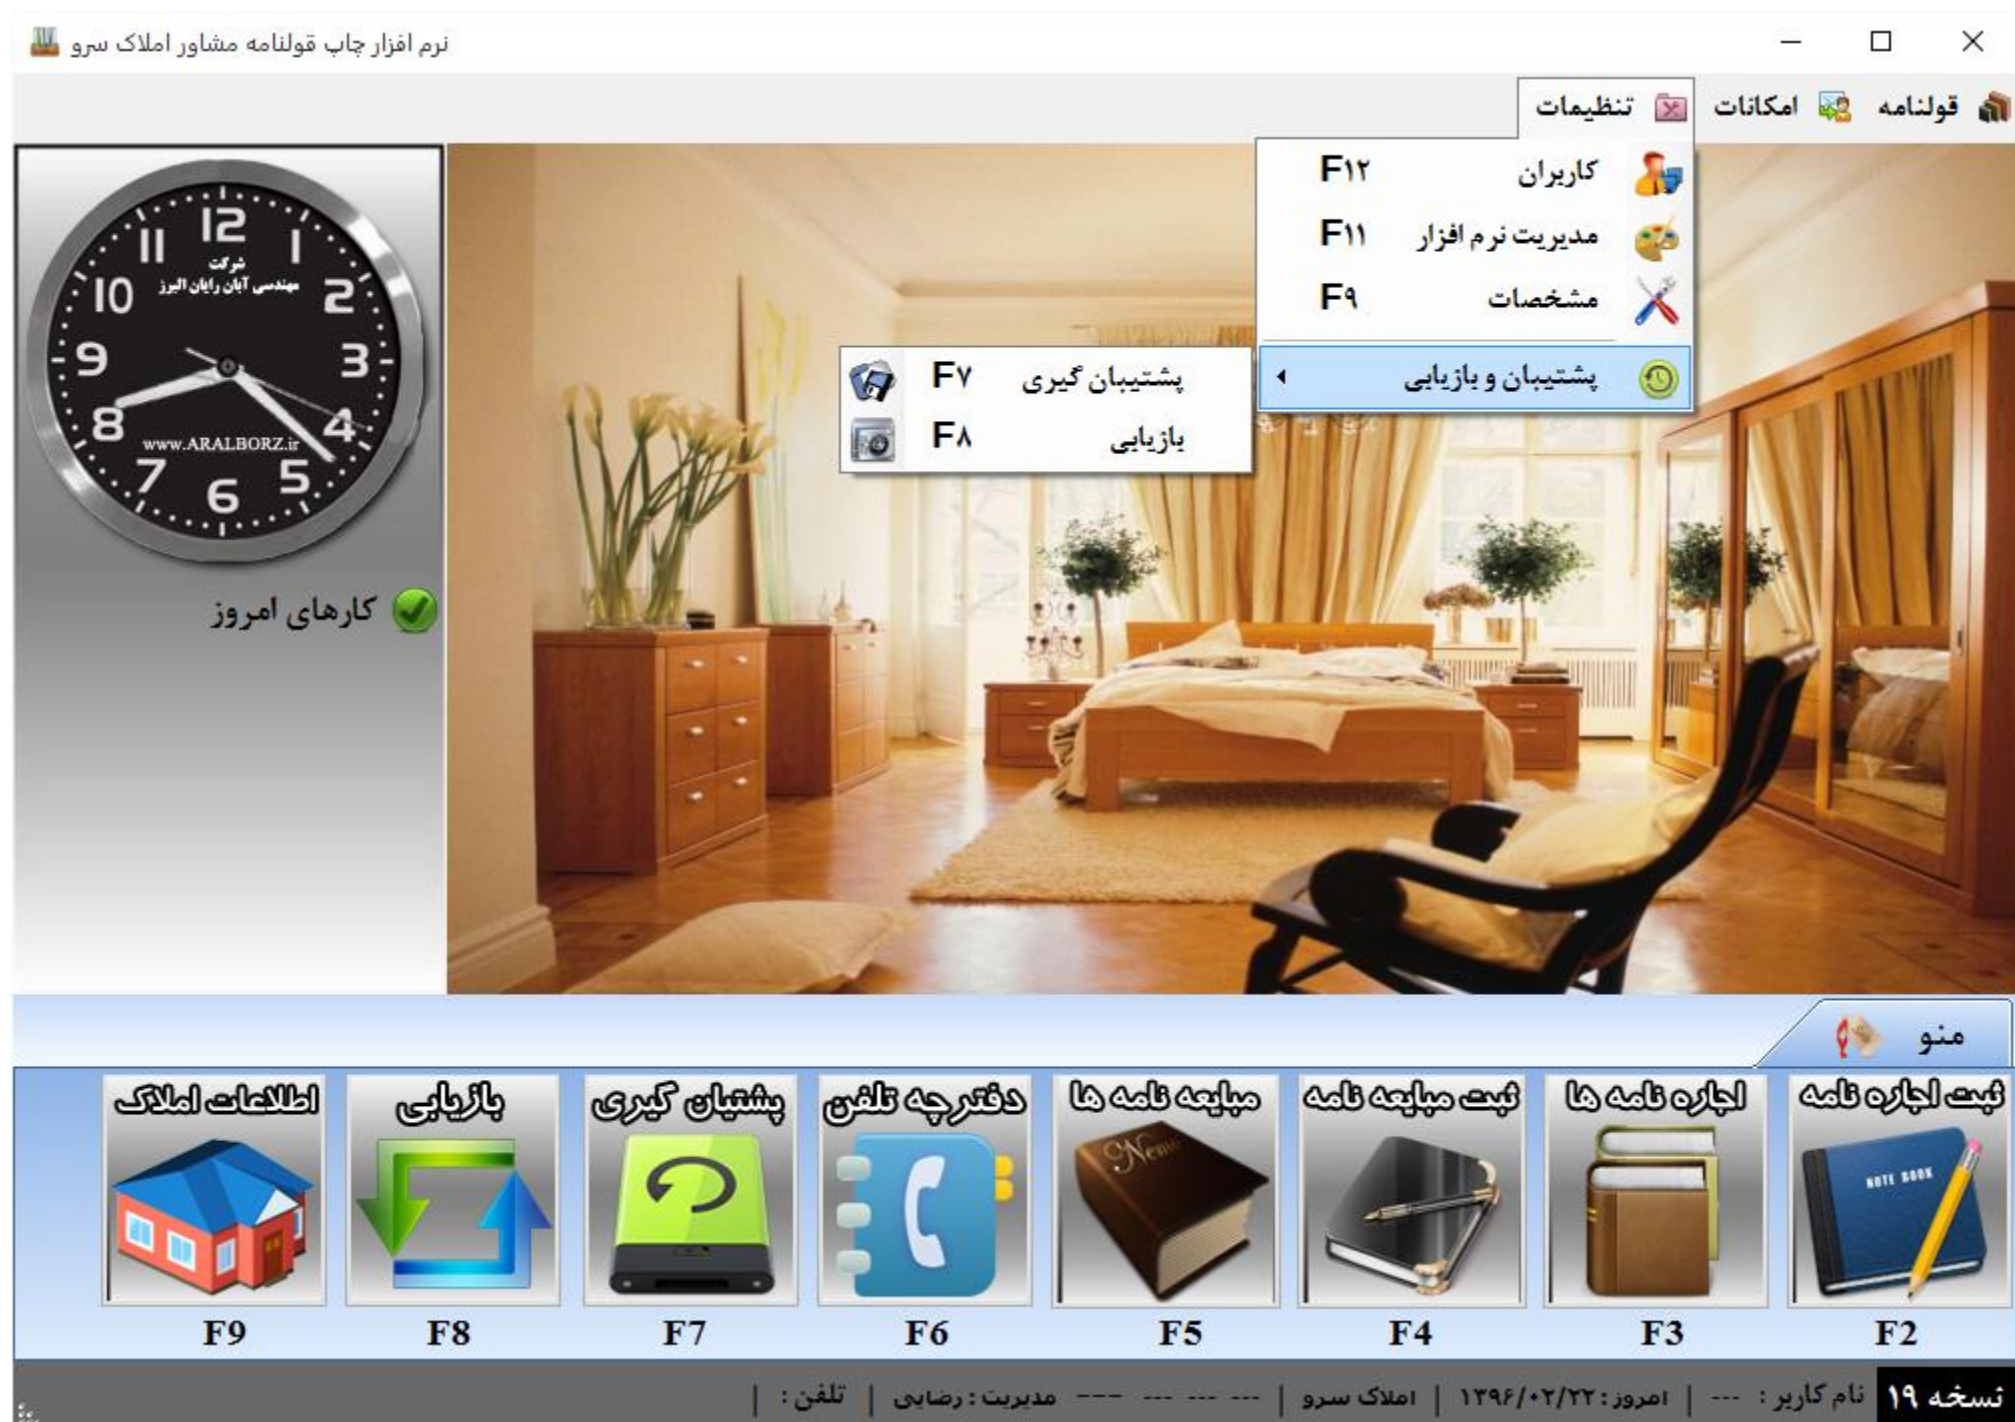 نرم افزار چاپ قولنامه مشاور املاک سرو
قولنامه امکانات تنظیمات
کاربران F۱۲
مدیریت نرم افزار F۱۱
مشخصات F۹
پشتیبان و بازیابی
پشتیبان گیری F۷
بازیابی F۸
12
11 1
شرکت
مهندسی آبان رایان البرز
10 2
9 3
8 4
www.ARALBORZ.ir
7 5
6
کارهای امروز
منو
ثبت اجاره نامه
NOTE BOOK
F2
اجاره نامه ها
F3
ثبت مبایعه نامه
F4
مبایعه نامه ها
F5
دفترچه تلفن
F6
پشتیان گیری
F7
بازیابی
F8
اطلاعات املاک
F9
نسخه ۱۹ نام کاربر : --- | امروز : ۱۳۹۶/۰۲/۲۲ | املاک سرو | --- --- --- --- مدیریت : رضایی | تلفن : |